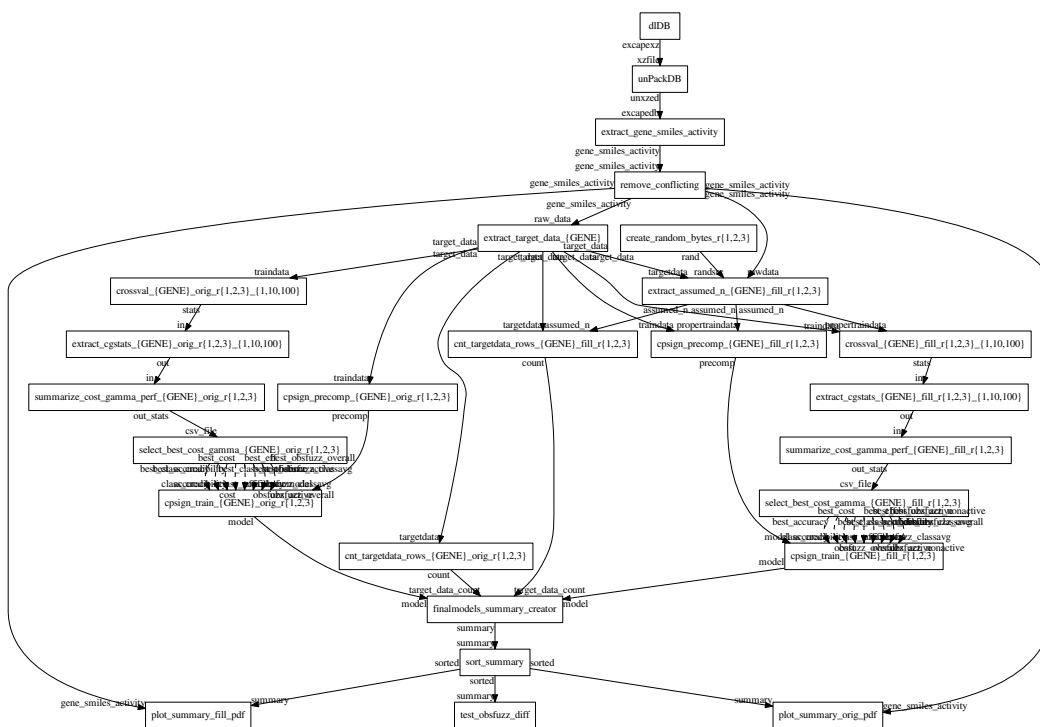 dlDB
excapexz
xzfile
unPackDB
unxzed
excapedb
extract_gene_smiles_activity
gene_smiles_activity
gene_smiles_activity
remove_conflicting
gene_smiles_activity
gene_smiles_activity
gene_smiles_activity
gene_smiles_activity
raw_data
extract_target_data_{GENE}
create_random_bytes_r{1,2,3}
target_data
target_data
target_data
target_data
target_data
rand
traindata
targetdata
rawdata
crossval_{GENE}_orig_r{1,2,3}_{1,10,100}
extract_assumed_n_{GENE}_fill_r{1,2,3}
stats
assumed_n
assumed_n
assumed_n
in
targetdata
assumed_n
traindata
propertraindata
extract_cgstats_{GENE}_orig_r{1,2,3}_{1,10,100}
cnt_targetdata_rows_{GENE}_fill_r{1,2,3}
cpsign_precomp_{GENE}_fill_r{1,2,3}
crossval_{GENE}_fill_r{1,2,3}_{1,10,100}
out
count
precomp
stats
in
traindata
in
summarize_cost_gamma_perf_{GENE}_orig_r{1,2,3}
cpsign_precomp_{GENE}_orig_r{1,2,3}
extract_cgstats_{GENE}_fill_r{1,2,3}_{1,10,100}
out_stats
precomp
out
csv_file
in
select_best_cost_gamma_{GENE}_orig_r{1,2,3}
summarize_cost_gamma_perf_{GENE}_fill_r{1,2,3}
best_cost
best_obsfuzz_overall
out_stats
csv_file
cpsign_train_{GENE}_orig_r{1,2,3}
select_best_cost_gamma_{GENE}_fill_r{1,2,3}
cost
model
best_cost
best_accuracy
targetdata
cnt_targetdata_rows_{GENE}_orig_r{1,2,3}
cpsign_train_{GENE}_fill_r{1,2,3}
count
model
target_data_count
target_data_count
model
model
finalmodels_summary_creator
summary
summary
sorted
sort_summary
sorted
sorted
gene_smiles_activity
summary
summary
summary
gene_smiles_activity
plot_summary_fill_pdf
test_obsfuzz_diff
plot_summary_orig_pdf